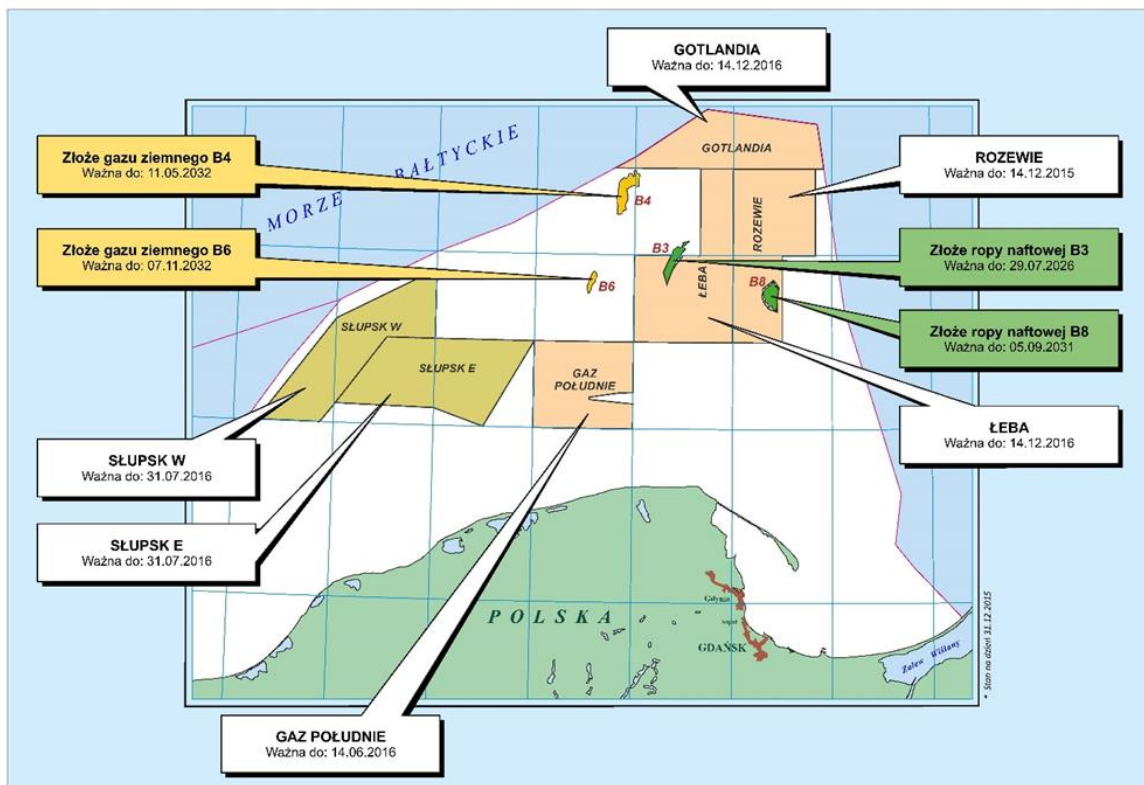 GOTLANDIA
Ważna do: 14.12.2016
Złoże gazu ziemnego B4
Ważna do: 11.05.2032
ROZEWIE
Ważna do: 14.12.2015
Złoże gazu ziemnego B6
Ważna do: 07.11.2032
Złoże ropy naftowej B3
Ważna do: 29.07.2026
Złoże ropy naftowej B8
Ważna do: 05.09.2031
ŁEBA
Ważna do: 14.12.2016
SŁUPSK W
Ważna do: 31.07.2016
SŁUPSK E
Ważna do: 31.07.2016
GAZ POŁUDNIE
Ważna do: 14.06.2016
MORZE BAŁTYCKIE
GOTLANDIA
ROZEWIE
B4
B3
ŁEBA
B8
B6
SŁUPSK W
SŁUPSK E
GAZ
POŁUDNIE
POLSKA
Gdynia
GDAŃSK
Zalew Wiślany
* Stan na dzień 31.12.2015